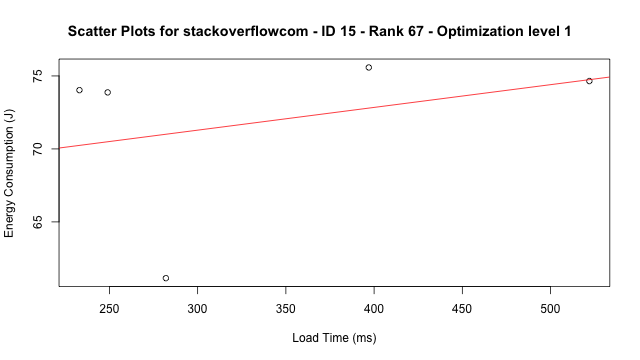 Scatter Plots for stackoverflowcom - ID 15 - Rank 67 - Optimization level 1
Energy Consumption (J)
75
70
65
250 300 350 400 450 500
Load Time (ms)